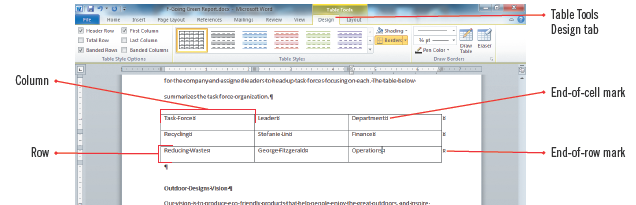 7-Going Green Report.docx - Microsoft Word
Table Tools
File Home Insert Page Layout References Mailings Review View Design Layout
Header Row First Column
Total Row Last Column
Banded Rows Banded Columns
Table Style Options
Table Styles
Shading
Borders
½ pt
Pen Color
Draw Table
Eraser
Draw Borders
Table Tools
Design tab
Column
Row
End-of-cell mark
End-of-row mark
for the company and assigned leaders to head up task forces focusing on each. The table below
summarizes the task force organization.¶
Task Force¤ Leader¤ Department¤ ¤
Recycling¤ Stefanie Lin¤ Finance¤ ¤
Reducing Waste¤ George Fitzgerald¤ Operations¤ ¤
¶
Outdoor Designs Vision¶
Our vision is to produce eco-friendly products that help people enjoy the great outdoors, and inspire